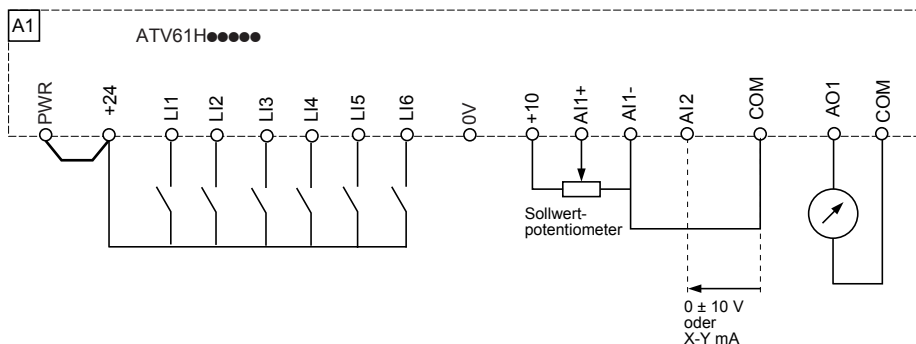 A1
ATV61H●●●●●
PWR
+24
LI1
LI2
LI3
LI4
LI5
LI6
0V
+10
AI1+
AI1-
AI2
COM
AO1
COM
Sollwert-
potentiometer
0 ± 10 V
oder
X-Y mA